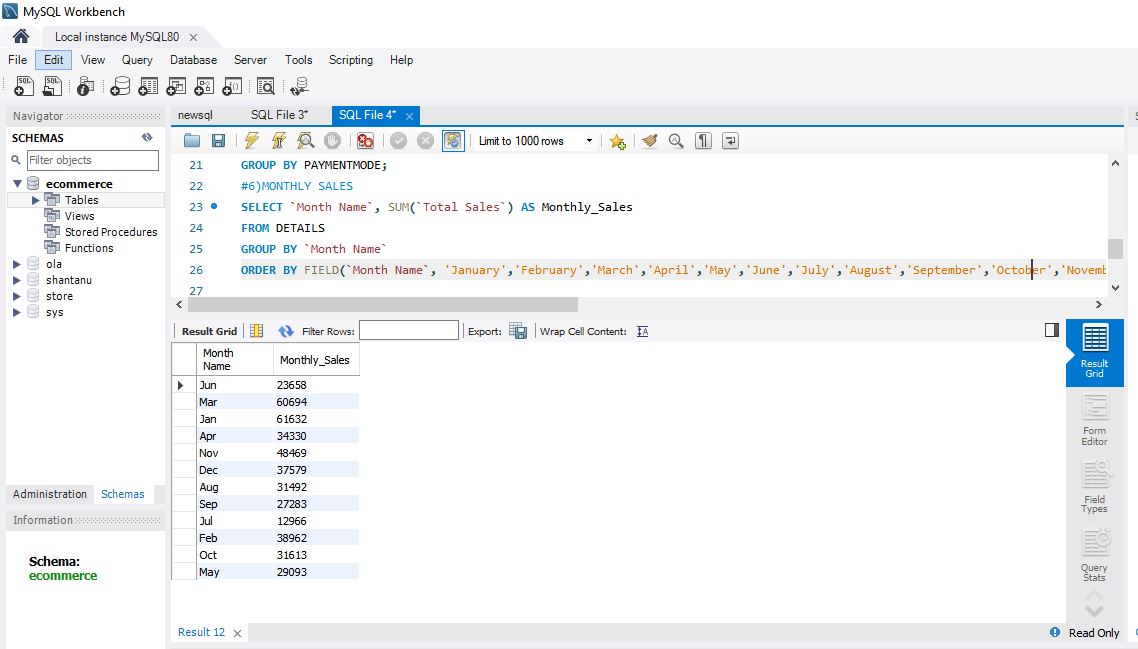 MySQL Workbench
Local instance MySQL80 ×
File Edit View Query Database Server Tools Scripting Help
Navigator
SCHEMAS
Filter objects
ecommerce
Tables
Views
Stored Procedures
Functions
ola
shantanu
store
sys
Administration Schemas
Information
Schema:
ecommerce
newsql SQL File 3* SQL File 4* ×
Limit to 1000 rows
21 GROUP BY PAYMENTMODE;
22 #6)MONTHLY SALES
23 SELECT `Month Name`, SUM(`Total Sales`) AS Monthly_Sales
24 FROM DETAILS
25 GROUP BY `Month Name`
26 ORDER BY FIELD(`Month Name`, 'January','February','March','April','May','June','July','August','September','October','Novemb
27
Result Grid Filter Rows: Export: Wrap Cell Content:
Month Name Monthly_Sales
Jun 23658
Mar 60694
Jan 61632
Apr 34330
Nov 48469
Dec 37579
Aug 31492
Sep 27283
Jul 12966
Feb 38962
Oct 31613
May 29093
Result Grid
Form Editor
Field Types
Query Stats
Result 12 ×
Read Only